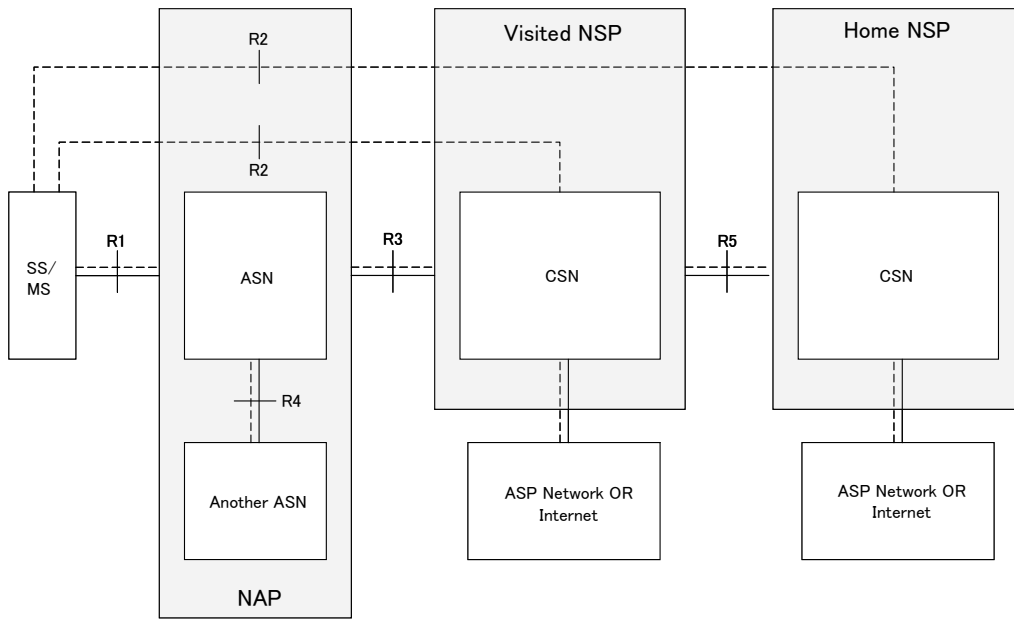 Visited NSP
Home NSP
R2
R2
R1
R3
R5
SS/
MS
ASN
CSN
CSN
R4
Another ASN
ASP Network OR
Internet
ASP Network OR
Internet
NAP